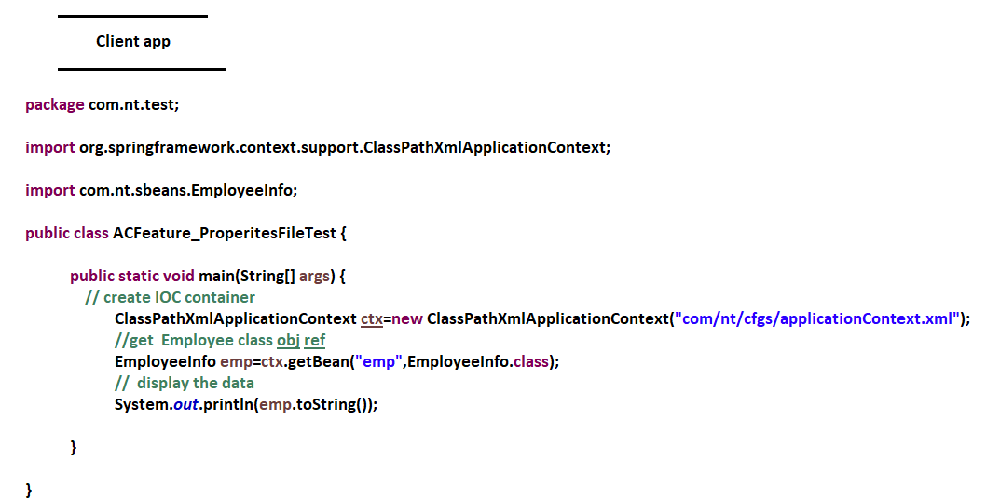 Client app
package com.nt.test;
import org.springframework.context.support.ClassPathXmlApplicationContext;
import com.nt.sbeans.EmployeeInfo;
public class ACFeature_ProperitesFileTest {
public static void main(String[] args) {
// create IOC container
ClassPathXmlApplicationContext ctx=new ClassPathXmlApplicationContext("com/nt/cfgs/applicationContext.xml");
//get  Employee class obj ref
EmployeeInfo emp=ctx.getBean("emp",EmployeeInfo.class);
//  display the data
System.out.println(emp.toString());
}
}